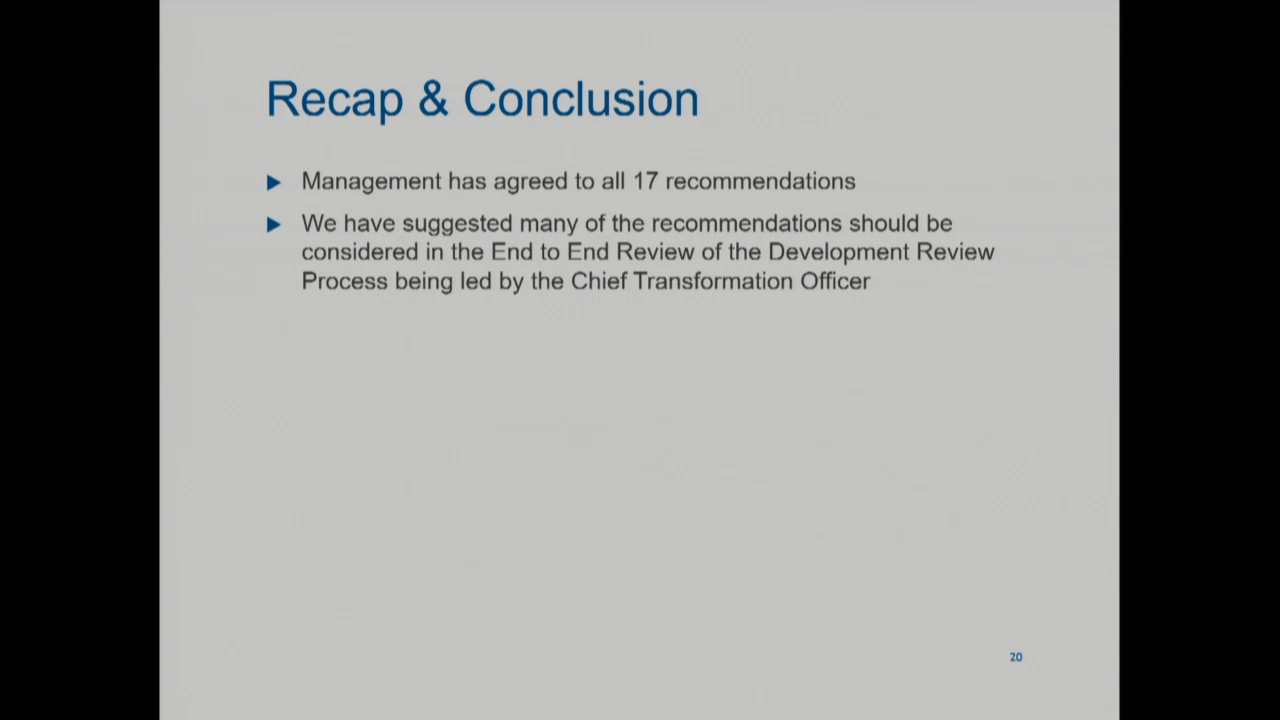 Recap & Conclusion
Management has agreed to all 17 recommendations
We have suggested many of the recommendations should be
considered in the End to End Review of the Development Review
Process being led by the Chief Transformation Officer
20